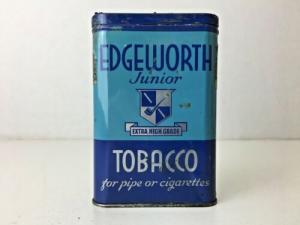 EDGEWORTH
Junior
EXTRA HIGH GRADE
TOBACCO
for pipe or cigarettes